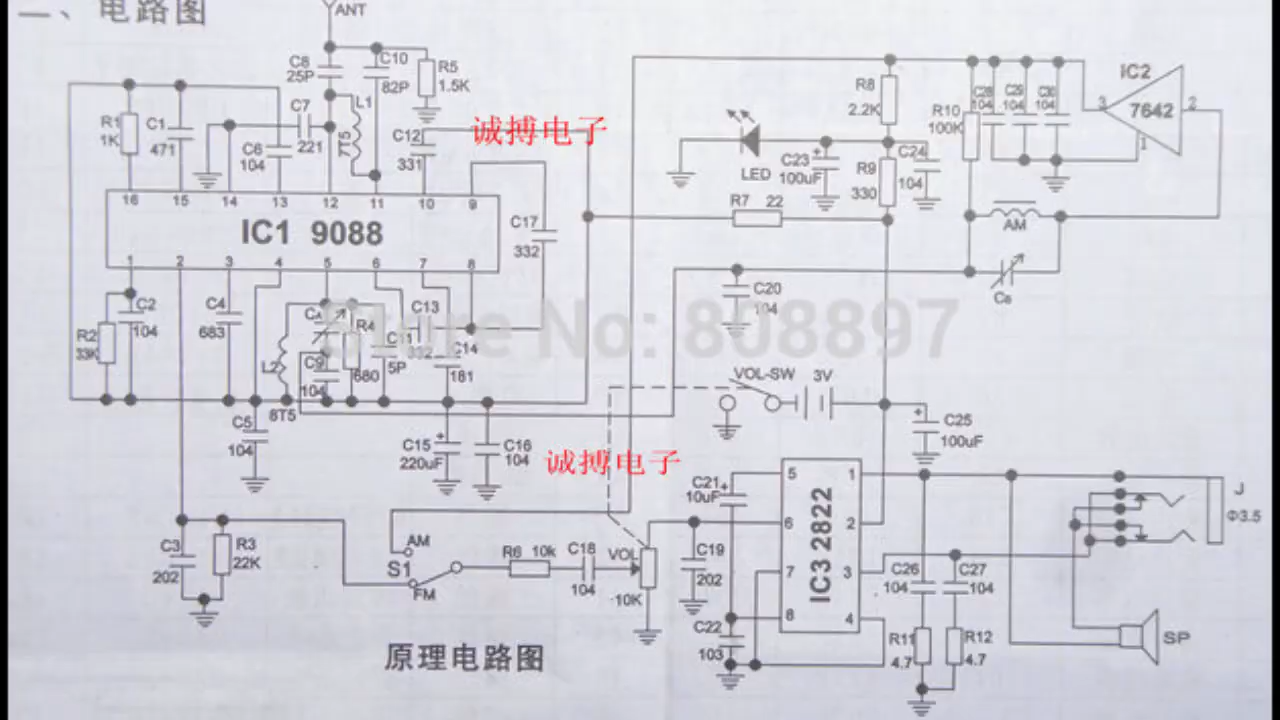 二、电路图
ANT
C8
25P
C10
82P
R5
1.5K
R1
1K
C1
471
C7
221
C6
104
L1
7T5
C12
331
诚搏电子
R8
2.2K
R10
100K
C28
104
C29
104
C30
104
IC2
7642
3
2
1
LED
C23
100uF
R9
330
C24
104
R7 22
AM
16 15 14 13 12 11 10 9
IC1 9088
1 2 3 4 5 6 7 8
C17
332
C20
104
R2
33K
C2
104
C4
683
L2
8T5
R4
680
C9
104
C11
5P
C13
332
C14
181
Store No: 808897
VOL-SW
3V
C25
100uF
C5
104
C15
220uF
C16
104
诚搏电子
C21
10uF
5
6
7
8
IC3 2822
1
2
3
4
J
Φ3.5
C3
202
R3
22K
AM
S1
FM
R6 10k
C18
104
VOL
10K
C19
202
C22
103
C26
104
C27
104
R11
4.7
R12
4.7
SP
原理电路图